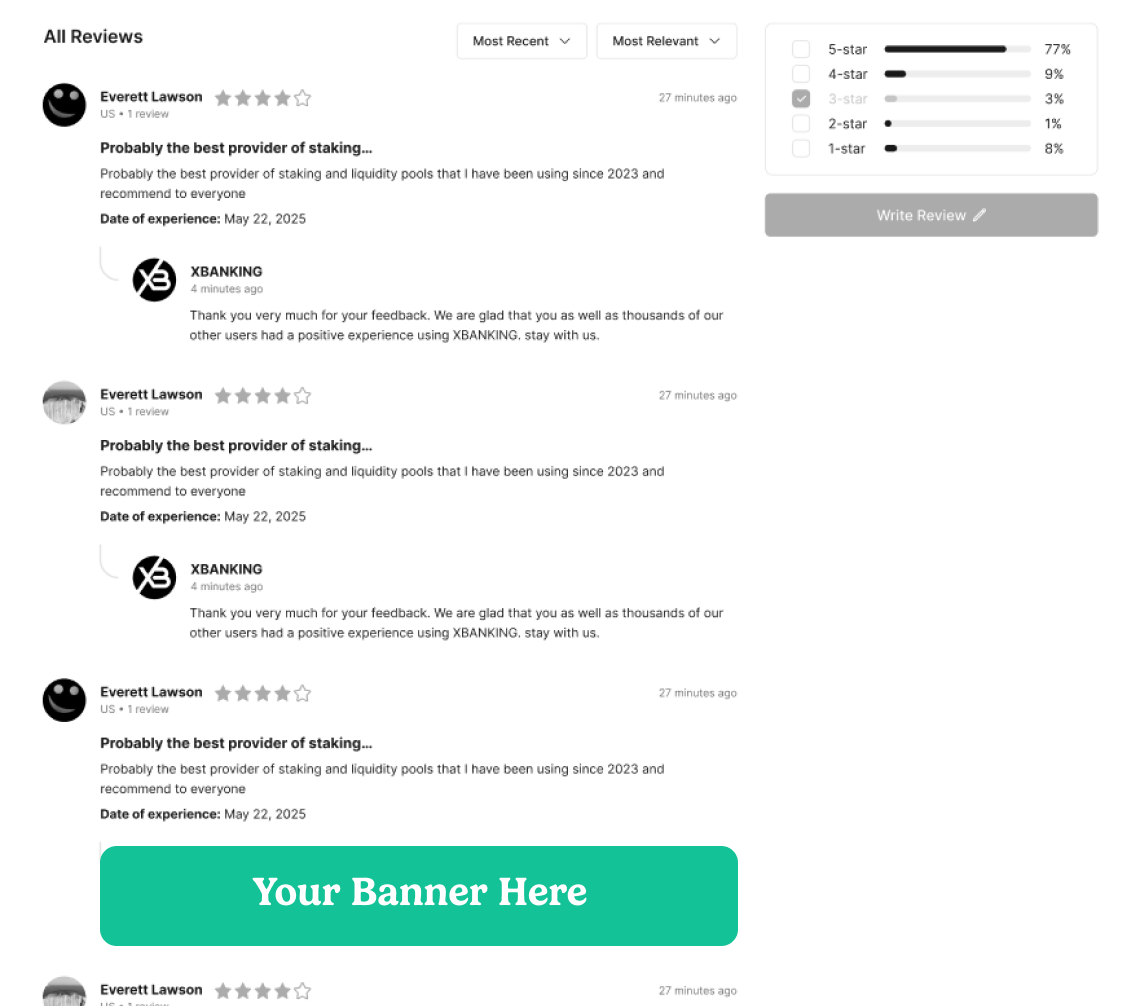 All Reviews
Most Recent
Most Relevant
5-star 77%
4-star 9%
3-star 3%
2-star 1%
1-star 8%
Write Review
Everett Lawson
27 minutes ago
US • 1 review
Probably the best provider of staking...
Probably the best provider of staking and liquidity pools that I have been using since 2023 and
recommend to everyone
Date of experience: May 22, 2025
XB
XBANKING
4 minutes ago
Thank you very much for your feedback. We are glad that you as well as thousands of our
other users had a positive experience using XBANKING. stay with us.
Everett Lawson
27 minutes ago
US • 1 review
Probably the best provider of staking...
Probably the best provider of staking and liquidity pools that I have been using since 2023 and
recommend to everyone
Date of experience: May 22, 2025
XB
XBANKING
4 minutes ago
Thank you very much for your feedback. We are glad that you as well as thousands of our
other users had a positive experience using XBANKING. stay with us.
Everett Lawson
27 minutes ago
US • 1 review
Probably the best provider of staking...
Probably the best provider of staking and liquidity pools that I have been using since 2023 and
recommend to everyone
Date of experience: May 22, 2025
Your Banner Here
Everett Lawson
27 minutes ago
US • 1 review